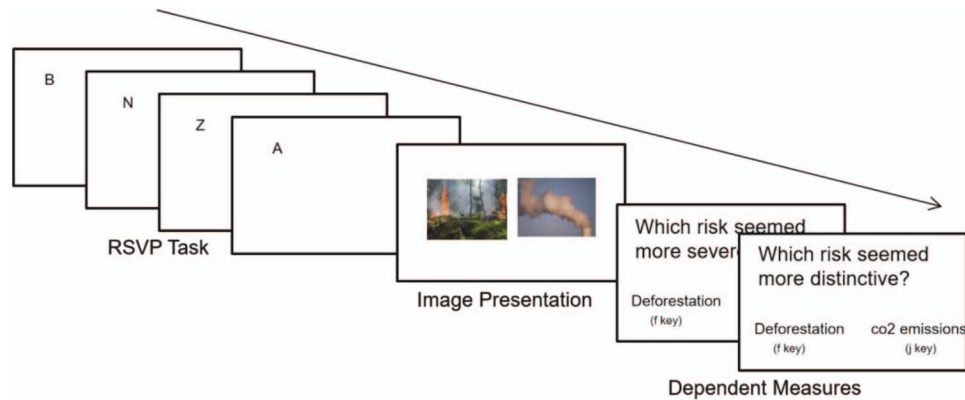 B
N
Z
A
RSVP Task
Image Presentation
Which risk seemed
more severe
Deforestation
(f key)
Which risk seemed
more distinctive?
Deforestation
co2 emissions
(f key)
(j key)
Dependent Measures